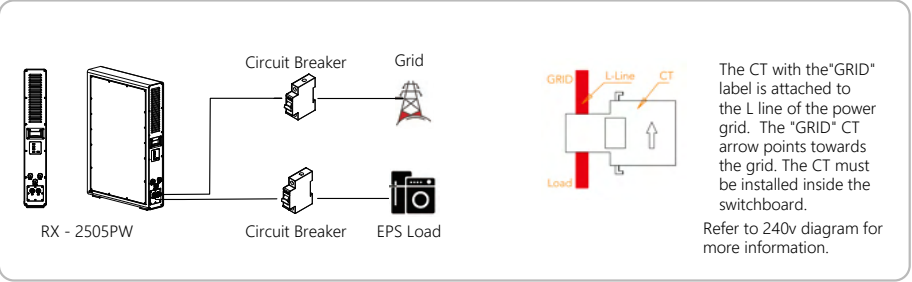 Circuit Breaker
Grid
RX - 2505PW
Circuit Breaker
EPS Load
GRID
L-Line
CT
Load
The CT with the"GRID"
label is attached to
the L line of the power
grid.  The "GRID" CT
arrow points towards
the grid. The CT must
be installed inside the
switchboard.
Refer to 240v diagram for
more information.